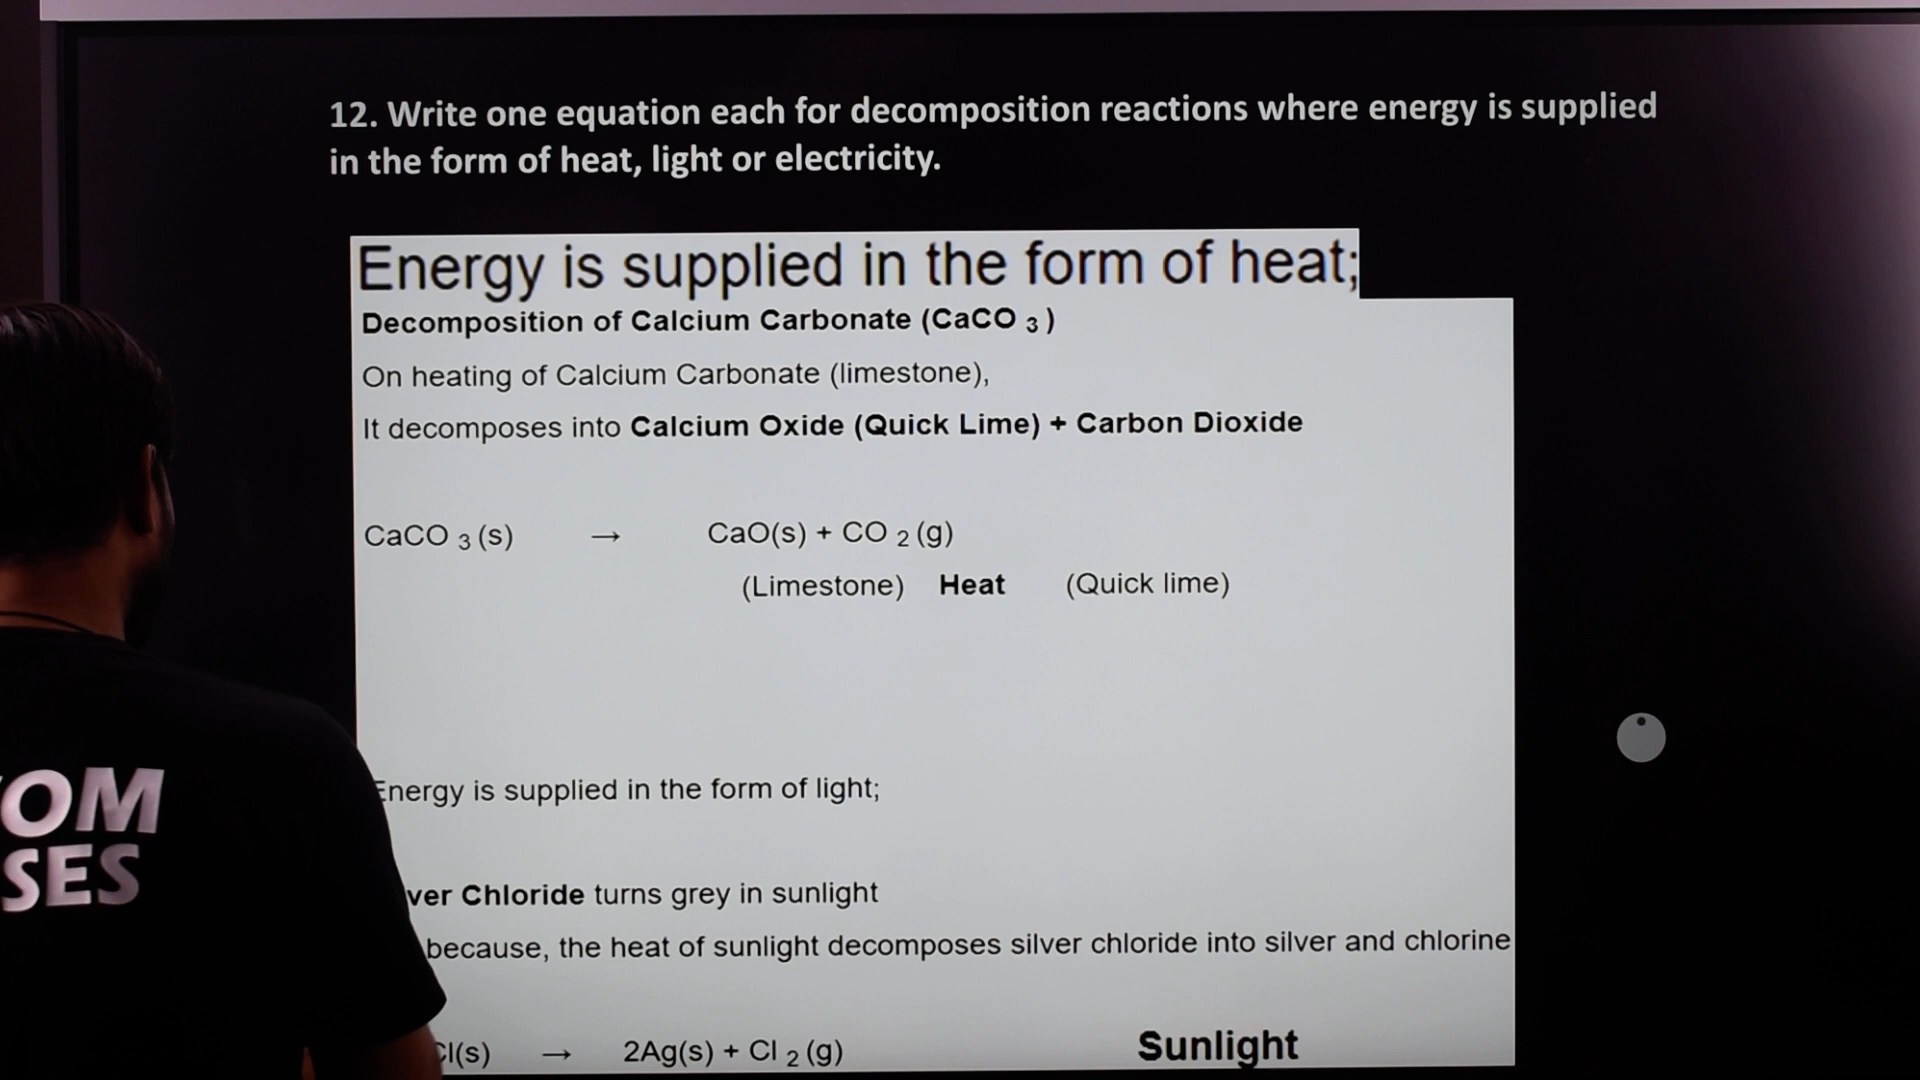 12. Write one equation each for decomposition reactions where energy is supplied
in the form of heat, light or electricity.
Energy is supplied in the form of heat;
Decomposition of Calcium Carbonate (CaCO 3 )
On heating of Calcium Carbonate (limestone),
It decomposes into Calcium Oxide (Quick Lime) + Carbon Dioxide
CaCO 3 (s) → CaO(s) + CO 2 (g)
(Limestone) Heat (Quick lime)
Energy is supplied in the form of light;
Chloride turns grey in sunlight
because, the heat of sunlight decomposes silver chloride into silver and chlorine
(s) → 2Ag(s) + Cl 2 (g) Sunlight
OM
SES